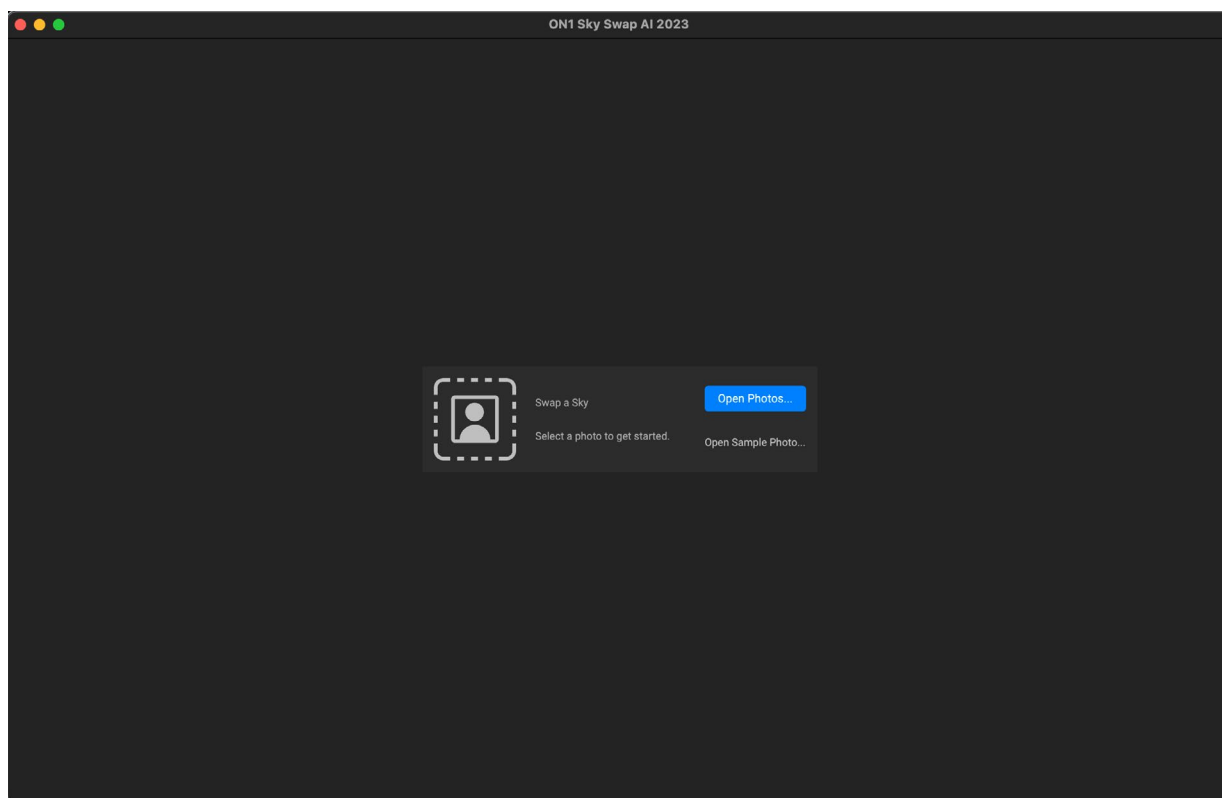 ON1 Sky Swap AI 2023
Swap a Sky
Open Photos...
Select a photo to get started.
Open Sample Photo...